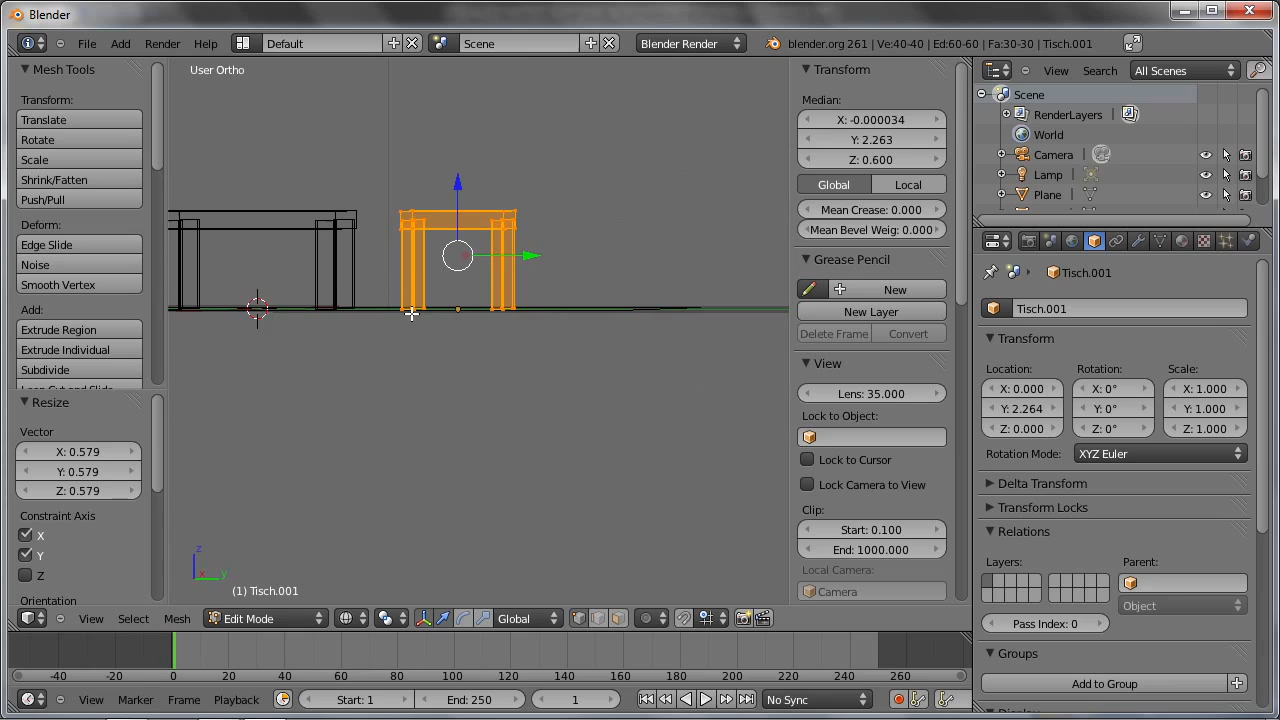 Blender
File Add Render Help Default Scene Blender Render blender.org 261 | Ve:40-40 | Ed:60-60 | Fa:30-30 | Tisch.001
Mesh Tools
Transform:
Translate
Rotate
Scale
Shrink/Fatten
Push/Pull
Deform:
Edge Slide
Noise
Smooth Vertex
Add:
Extrude Region
Extrude Individual
Subdivide
Resize
Vector
X: 0.579
Y: 0.579
Z: 0.579
Constraint Axis
X
Y
Z
Orientation
User Ortho
z
x
y
(1) Tisch.001
Transform
Median:
X: -0.000034
Y: 2.263
Z: 0.600
Global Local
Mean Crease: 0.000
Mean Bevel Weig: 0.000
Grease Pencil
New
New Layer
Delete Frame Convert
View
Lens: 35.000
Lock to Object:
Lock to Cursor
Lock Camera to View
Clip:
Start: 0.100
End: 1000.000
Local Camera:
Camera
View Search All Scenes
Scene
RenderLayers |
World
Camera |
Lamp |
Plane |
Tisch.001
Tisch.001
Transform
Location: Rotation: Scale:
X: 0.000 X: 0° X: 1.000
Y: 2.264 Y: 0° Y: 1.000
Z: 0.000 Z: 0° Z: 1.000
Rotation Mode: XYZ Euler
Delta Transform
Transform Locks
Relations
Layers: Parent:
Object
Pass Index: 0
Groups
Add to Group
View Select Mesh Edit Mode Global
-40 -20 0 20 40 60 80 100 120 140 160 180 200 220 240 260
View Marker Frame Playback Start: 1 End: 250 1 No Sync